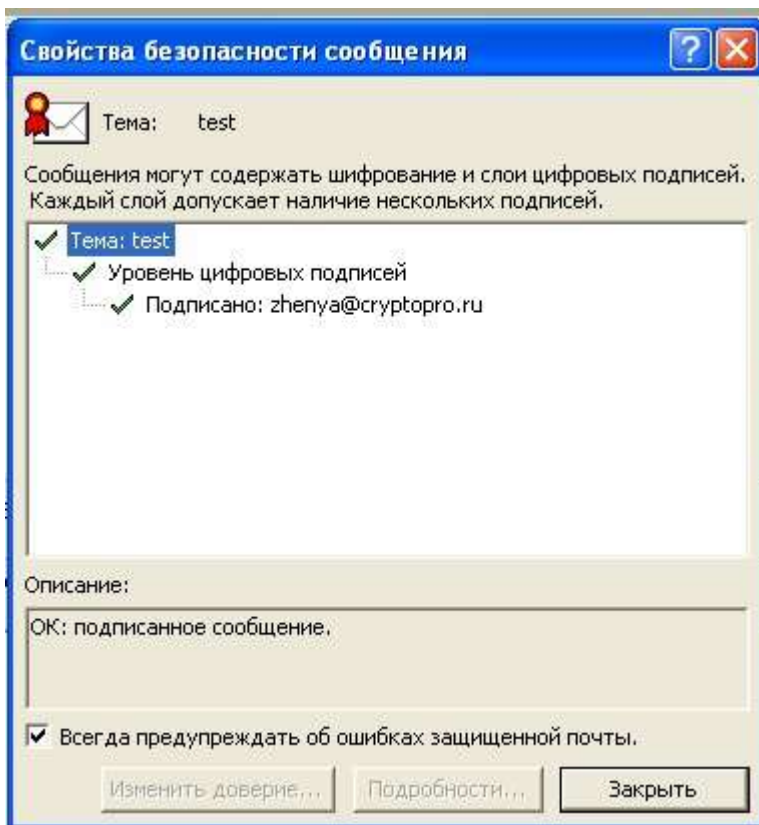 Свойства безопасности сообщения
Тема: test
Сообщения могут содержать шифрование и слои цифровых подписей.
Каждый слой допускает наличие нескольких подписей.
Тема: test
Уровень цифровых подписей
Подписано: zhenya@cryptopro.ru
Описание:
ОК: подписанное сообщение.
Всегда предупреждать об ошибках защищенной почты.
Изменить доверие... Подробности... Закрыть